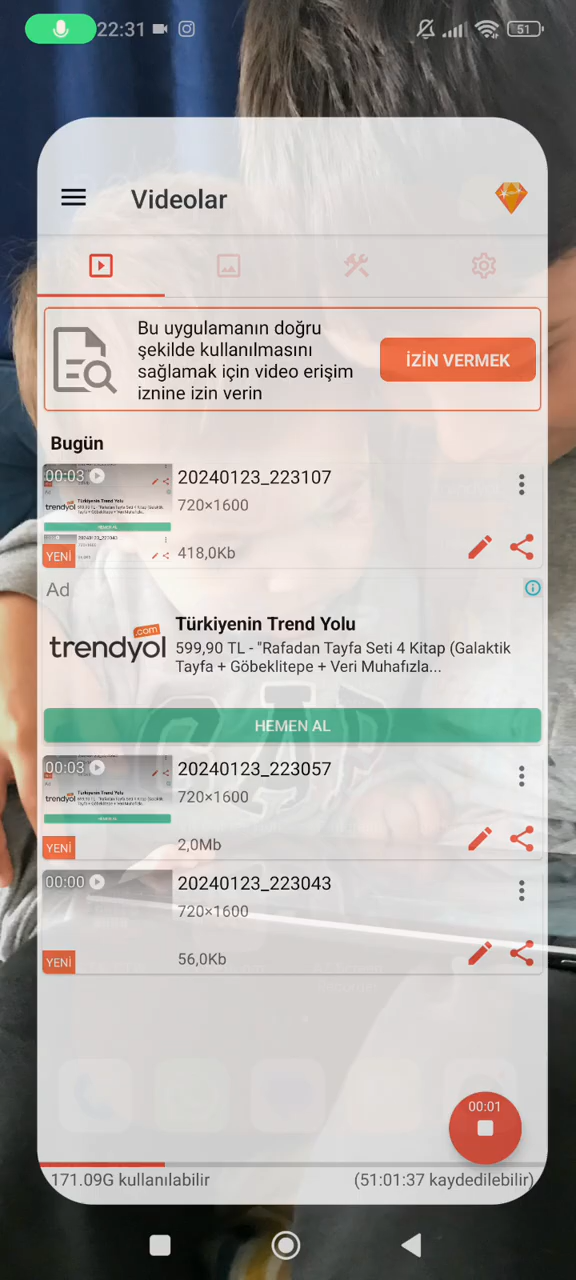 22:31
51
Videolar
Bu uygulamanın doğru
şekilde kullanılmasını
sağlamak için video erişim
iznine izin verin
İZİN VERMEK
Bugün
00:03
20240123_223107
720×1600
YENİ
418,0Kb
Ad
trendyol
.com
Türkiyenin Trend Yolu
599,90 TL - "Rafadan Tayfa Seti 4 Kitap (Galaktik
Tayfa + Göbeklitepe + Veri Muhafızla...
HEMEN AL
00:03
20240123_223057
720×1600
YENİ
2,0Mb
00:00
20240123_223043
720×1600
YENİ
56,0Kb
00:01
171.09G kullanılabilir
(51:01:37 kaydedilebilir)